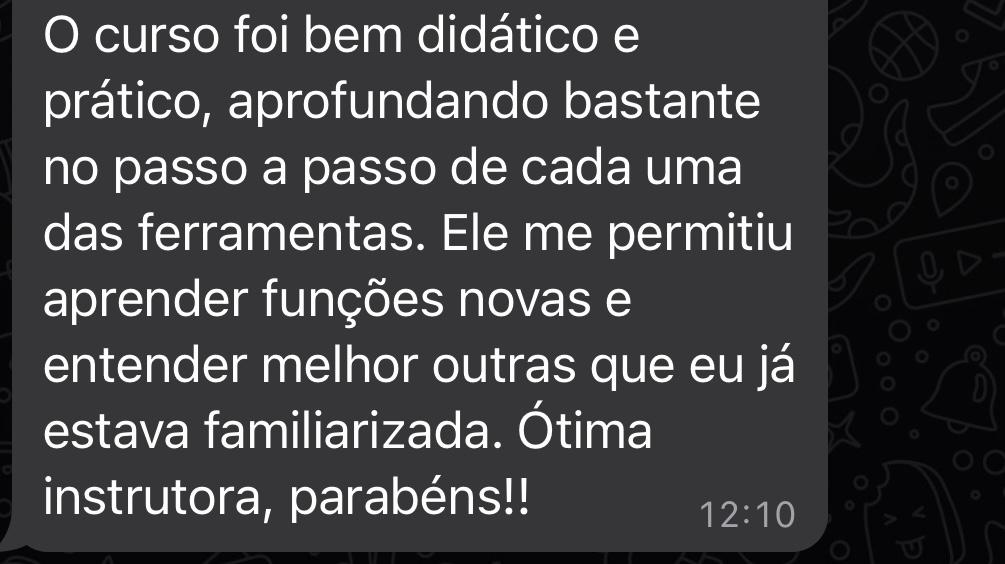 O curso foi bem didático e
prático, aprofundando bastante
no passo a passo de cada uma
das ferramentas. Ele me permitiu
aprender funções novas e
entender melhor outras que eu já
estava familiarizada. Ótima
instrutora, parabéns!!
12:10